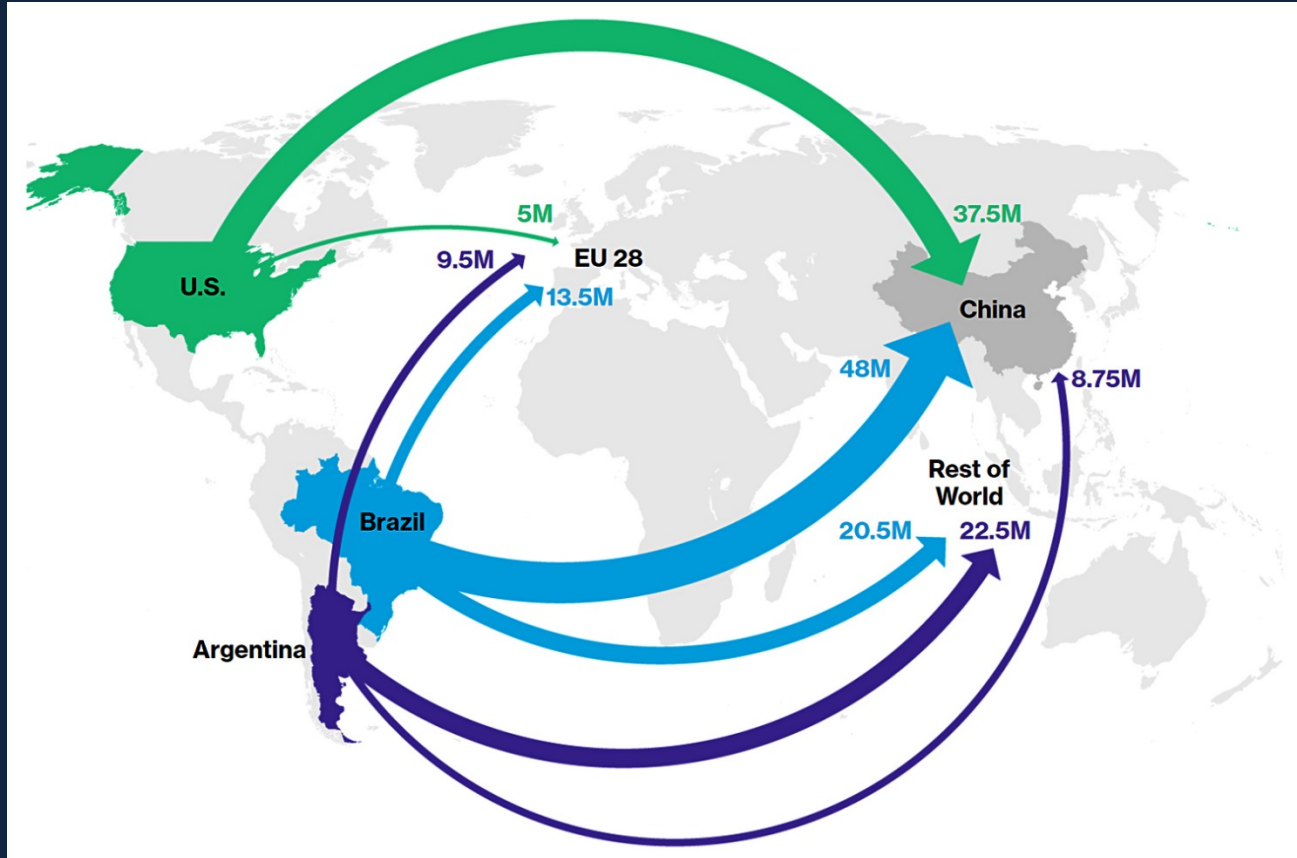 5M
37.5M
9.5M
EU 28
U.S.
13.5M
China
48M
8.75M
Rest of
World
Brazil
20.5M
22.5M
Argentina